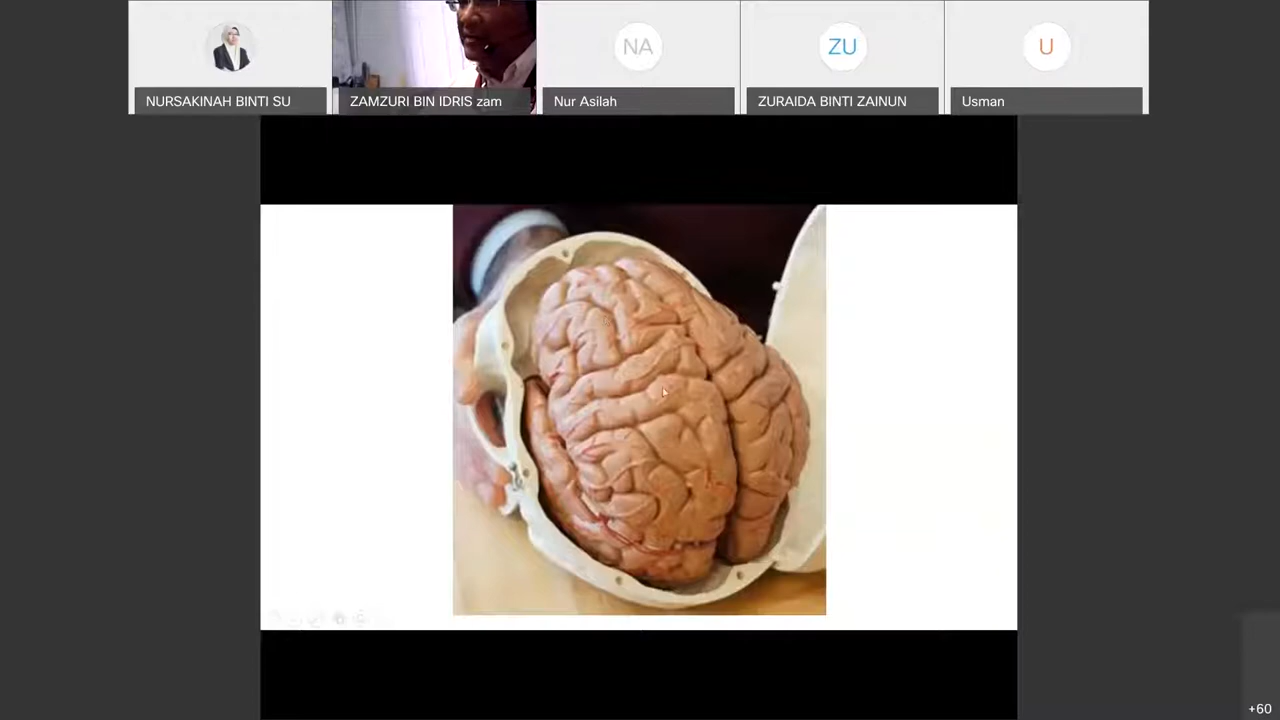 NURSAKINAH BINTI SU
ZAMZURI BIN IDRIS zam
NA
Nur Asilah
ZU
ZURAIDA BINTI ZAINUN
U
Usman
+60